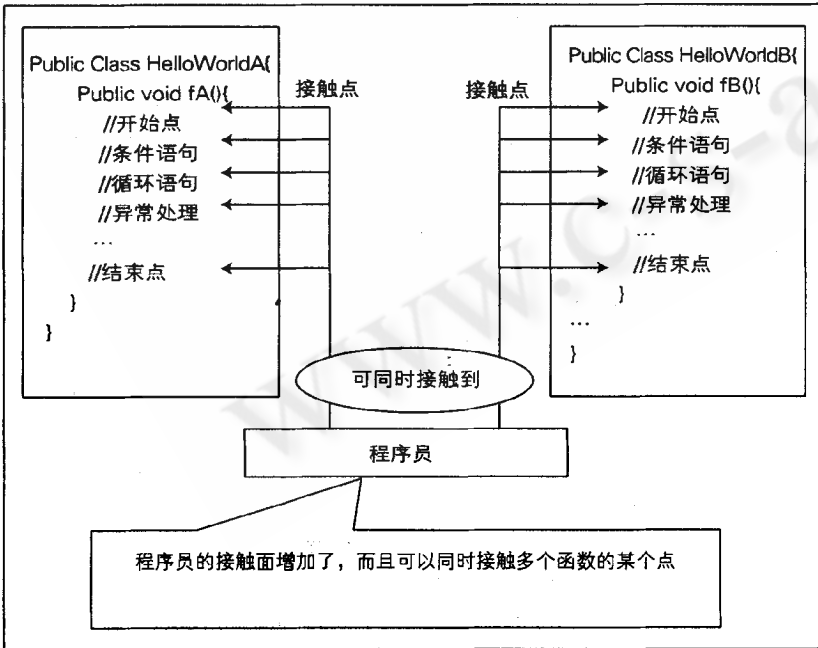 Public Class HelloWorldA{
Public void fA(){
//开始点
//条件语句
//循环语句
//异常处理
...
//结束点
}
}
接触点
接触点
Public Class HelloWorldB{
Public void fB(){
//开始点
//条件语句
//循环语句
//异常处理
...
//结束点
}
...
}
可同时接触到
程序员
程序员的接触面增加了，而且可以同时接触多个函数的某个点